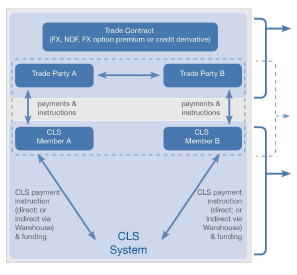 Trade Contract
(FX, NDF, FX option premium or credit derivative)
Trade Party A
Trade Party B
payments &
instructions
payments &
instructions
CLS
Member A
CLS
Member B
CLS payment
instruction
(direct; or
indirect via
Warehouse)
& funding
CLS payment
instruction
(direct; or
indirect via
Warehouse)
& funding
CLS
System